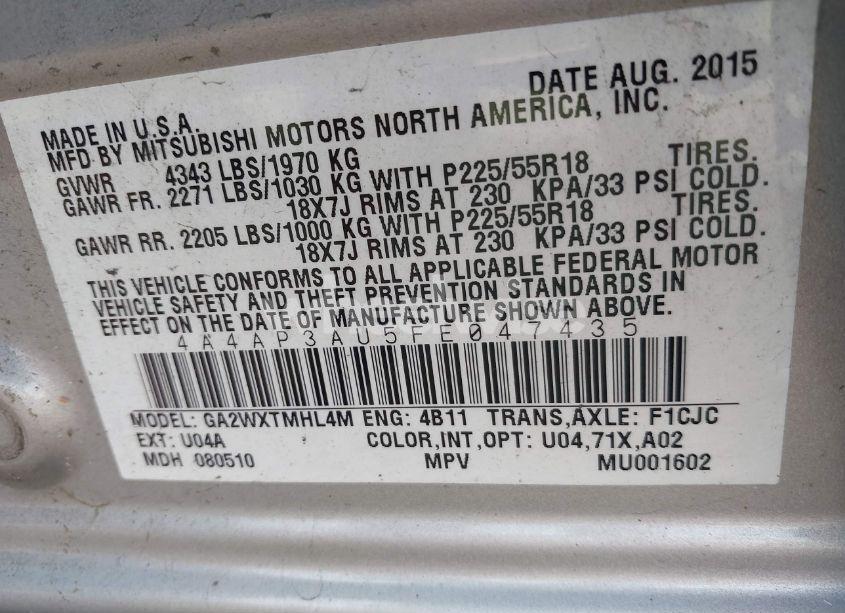 DATE AUG. 2015
MADE IN U.S.A.
MFD BY MITSUBISHI MOTORS NORTH AMERICA, INC.
GVWR 4343 LBS/1970 KG
GAWR FR. 2271 LBS/1030 KG WITH P225/55R18 TIRES.
18X7J RIMS AT 230 KPA/33 PSI COLD.
GAWR RR. 2205 LBS/1000 KG WITH P225/55R18 TIRES.
18X7J RIMS AT 230 KPA/33 PSI COLD.
THIS VEHICLE CONFORMS TO ALL APPLICABLE FEDERAL MOTOR
VEHICLE SAFETY AND THEFT PREVENTION STANDARDS IN
EFFECT ON THE DATE OF MANUFACTURE SHOWN ABOVE.
4A4AP3AU5FE047435
MODEL: GA2WXTMHL4M ENG: 4B11 TRANS,AXLE: F1CJC
EXT: U04A COLOR,INT,OPT: U04,71X,A02
MDH 080510 MPV MU001602